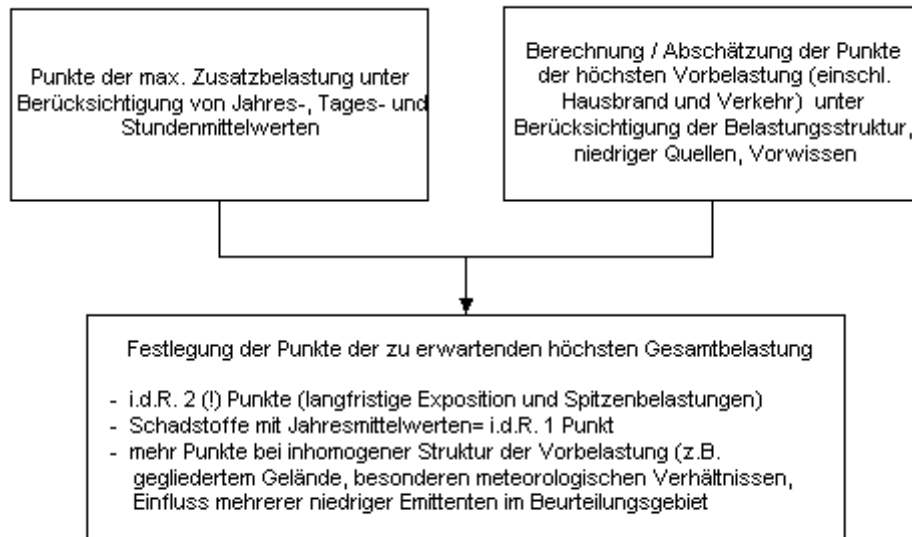 Punkte der max. Zusatzbelastung unter
Berücksichtigung von Jahres-, Tages- und
Stundenmittelwerten
Berechnung / Abschätzung der Punkte
der höchsten Vorbelastung (einschl.
Hausbrand und Verkehr) unter
Berücksichtigung der Belastungsstruktur,
niedriger Quellen, Vorwissen
Festlegung der Punkte der zu erwartenden höchsten Gesamtbelastung
- i.d.R. 2 (!) Punkte (langfristige Exposition und Spitzenbelastungen)
- Schadstoffe mit Jahresmittelwerten= i.d.R. 1 Punkt
- mehr Punkte bei inhomogener Struktur der Vorbelastung (z.B.
gegliedertem Gelände, besonderen meteorologischen Verhältnissen,
Einfluss mehrerer niedriger Emittenten im Beurteilungsgebiet